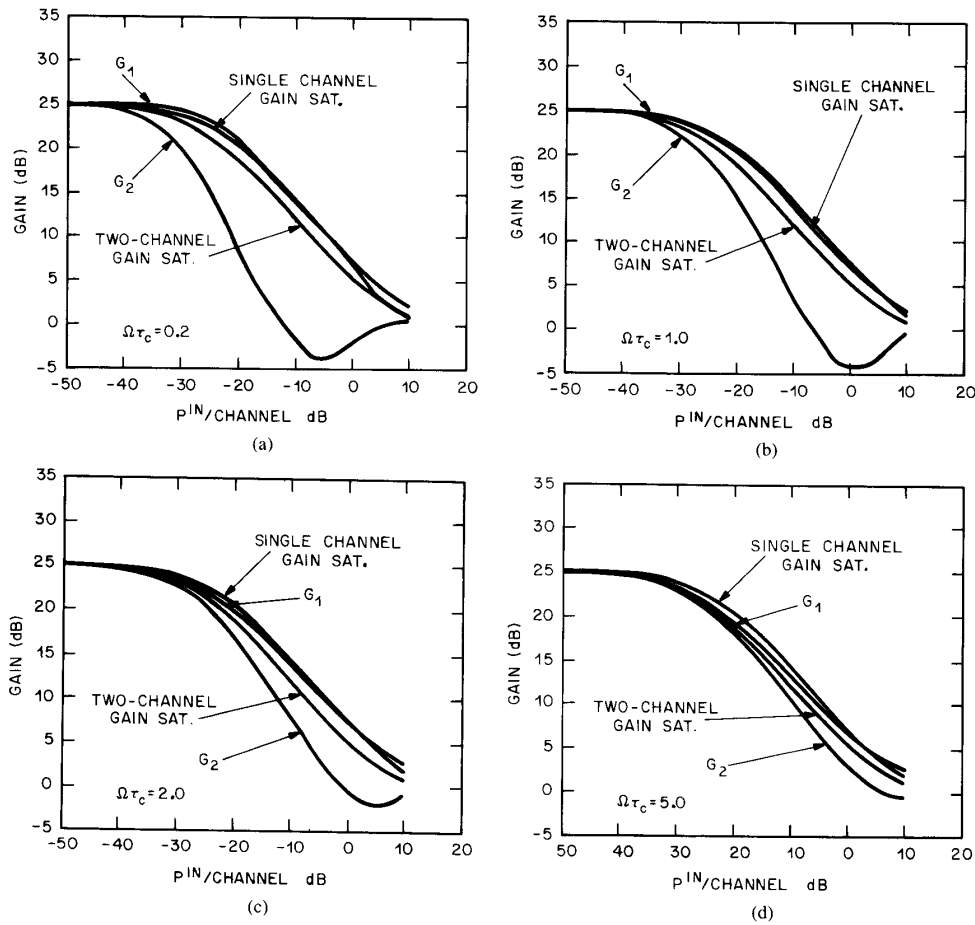 35
30
25
20
15
10
5
0
-5
GAIN (dB)
G1
SINGLE CHANNEL
GAIN SAT.
G2
TWO-CHANNEL
GAIN SAT.
Ωτc=0.2
-50 -40 -30 -20 -10 0 10 20
PIN/CHANNEL dB
(a)
35
30
25
20
15
10
5
0
-5
GAIN (dB)
G1
SINGLE CHANNEL
GAIN SAT.
G2
TWO-CHANNEL
GAIN SAT.
Ωτc=1.0
-50 -40 -30 -20 -10 0 10 20
PIN/CHANNEL dB
(b)
35
30
25
20
15
10
5
0
-5
GAIN (dB)
SINGLE CHANNEL
GAIN SAT.
G1
TWO-CHANNEL
GAIN SAT.
G2
Ωτc=2.0
-50 -40 -30 -20 -10 0 10 20
PIN/CHANNEL dB
(c)
35
30
25
20
15
10
5
0
-5
GAIN (dB)
SINGLE CHANNEL
GAIN SAT.
G1
TWO-CHANNEL
GAIN SAT.
G2
Ωτc=5.0
50 40 30 20 10 0 10 20
PIN/CHANNEL dB
(d)